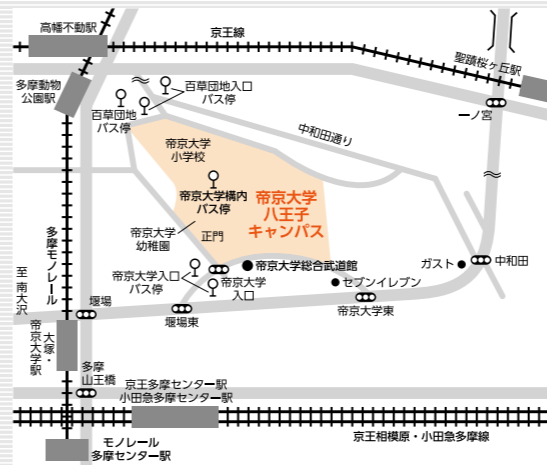 高幡不動駅
京王線
聖蹟桜ヶ丘駅
多摩動物
公園駅
百草団地入口
バス停
百草団地
バス停
一ノ宮
中和田通り
帝京大学
小学校
帝京大学構内
バス停
帝京大学
八王子
キャンパス
帝京大学
幼稚園
正門
多摩モノレール
帝京大学入口
バス停
帝京大学総合武道館
帝京大学
入口
セブンイレブン
ガスト
中和田
至 南大沢
堰場
堰場東
帝京大学東
大塚・
帝京大学駅
多摩
山王橋
京王多摩センター駅
小田急多摩センター駅
京王相模原・小田急多摩線
モノレール
多摩センター駅